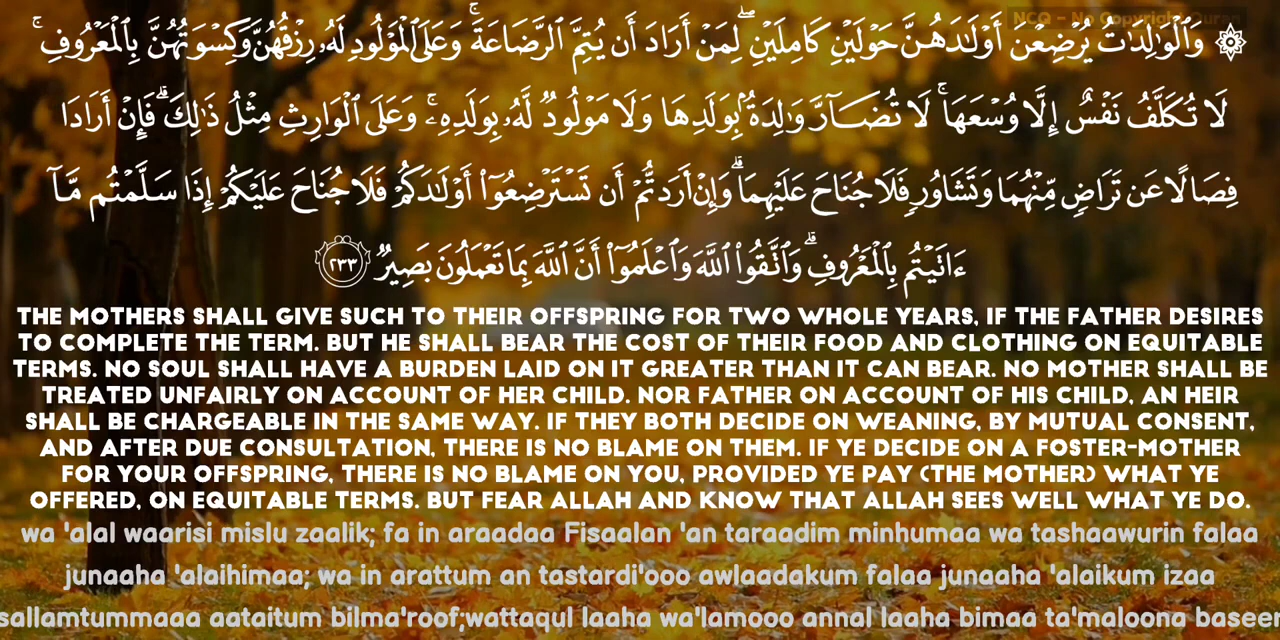 NCQ - No Copyright Quran
۞ وَٱلْوَٰلِدَٰتُ يُرْضِعْنَ أَوْلَـٰدَهُنَّ حَوْلَيْنِ كَامِلَيْنِ ۖ لِمَنْ أَرَادَ أَن يُتِمَّ ٱلرَّضَاعَةَ ۚ وَعَلَى ٱلْمَوْلُودِ لَهُۥ رِزْقُهُنَّ وَكِسْوَتُهُنَّ بِٱلْمَعْرُوفِ ۚ
لَا تُكَلَّفُ نَفْسٌ إِلَّا وُسْعَهَا ۚ لَا تُضَآرَّ وَٰلِدَةٌۢ بِوَلَدِهَا وَلَا مَوْلُودٌ لَّهُۥ بِوَلَدِهِۦ ۚ وَعَلَى ٱلْوَارِثِ مِثْلُ ذَٰلِكَ ۗ فَإِنْ أَرَادَا
فِصَالًا عَن تَرَاضٍ مِّنْهُمَا وَتَشَاوُرٍ فَلَا جُنَاحَ عَلَيْهِمَا ۗ وَإِنْ أَرَدتُّمْ أَن تَسْتَرْضِعُوٓا۟ أَوْلَـٰدَكُمْ فَلَا جُنَاحَ عَلَيْكُمْ إِذَا سَلَّمْتُم مَّآ
ءَاتَيْتُم بِٱلْمَعْرُوفِ ۗ وَٱتَّقُوا۟ ٱللَّهَ وَٱعْلَمُوٓا۟ أَنَّ ٱللَّهَ بِمَا تَعْمَلُونَ بَصِيرٌ ٢٣٣
THE MOTHERS SHALL GIVE SUCH TO THEIR OFFSPRING FOR TWO WHOLE YEARS, IF THE FATHER DESIRES
TO COMPLETE THE TERM. BUT HE SHALL BEAR THE COST OF THEIR FOOD AND CLOTHING ON EQUITABLE
TERMS. NO SOUL SHALL HAVE A BURDEN LAID ON IT GREATER THAN IT CAN BEAR. NO MOTHER SHALL BE
TREATED UNFAIRLY ON ACCOUNT OF HER CHILD. NOR FATHER ON ACCOUNT OF HIS CHILD, AN HEIR
SHALL BE CHARGEABLE IN THE SAME WAY. IF THEY BOTH DECIDE ON WEANING, BY MUTUAL CONSENT,
AND AFTER DUE CONSULTATION, THERE IS NO BLAME ON THEM. IF YE DECIDE ON A FOSTER-MOTHER
FOR YOUR OFFSPRING, THERE IS NO BLAME ON YOU, PROVIDED YE PAY (THE MOTHER) WHAT YE
OFFERED, ON EQUITABLE TERMS. BUT FEAR ALLAH AND KNOW THAT ALLAH SEES WELL WHAT YE DO.
wa 'alal waarisi mislu zaalik; fa in araadaa Fisaalan 'an taraadim minhumaa wa tashaawurin falaa
junaaha 'alaihimaa; wa in arattum an tastardi'ooo awlaadakum falaa junaaha 'alaikum izaa
sallamtummaaa aataitum bilma'roof;wattaqul laaha wa'lamooo annal laaha bimaa ta'maloona baseer